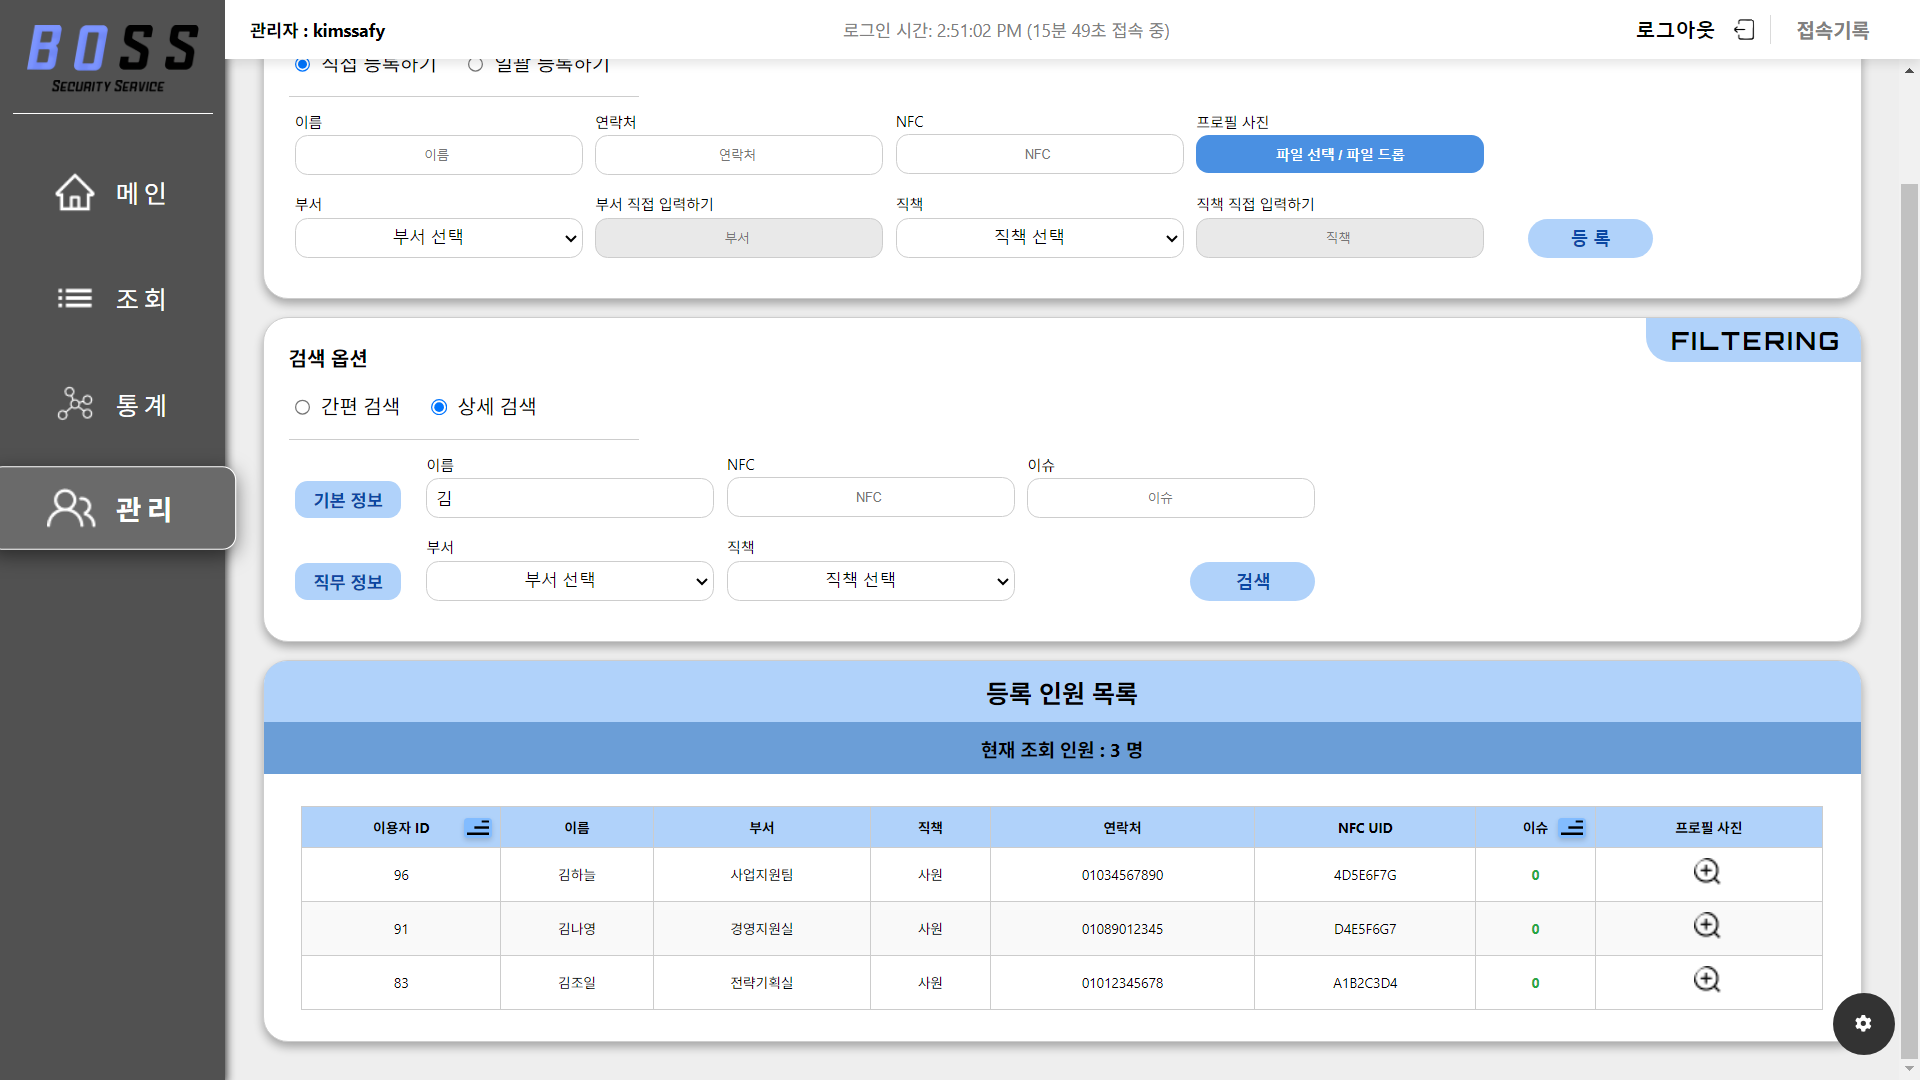 BOSS
SECURITY SERVICE
메인
조회
통계
관리
관리자 : kimssafy
로그인 시간: 2:51:02 PM (15분 49초 접속 중)
로그아웃
접속기록
직접 등록하기 일괄 등록하기
이름 연락처 NFC 프로필 사진
이름 연락처 NFC 파일 선택 / 파일 드롭
부서 부서 직접 입력하기 직책 직책 직접 입력하기
부서 선택 부서 직책 선택 직책 등 록
FILTERING
검색 옵션
간편 검색 상세 검색
이름 NFC 이슈
기본 정보 김 NFC 이슈
부서 직책
직무 정보 부서 선택 직책 선택 검색
등록 인원 목록
현재 조회 인원 : 3 명
이용자 ID 이름 부서 직책 연락처 NFC UID 이슈 프로필 사진
96 김하늘 사업지원팀 사원 01034567890 4D5E6F7G 0
91 김나영 경영지원실 사원 01089012345 D4E5F6G7 0
83 김조일 전략기획실 사원 01012345678 A1B2C3D4 0